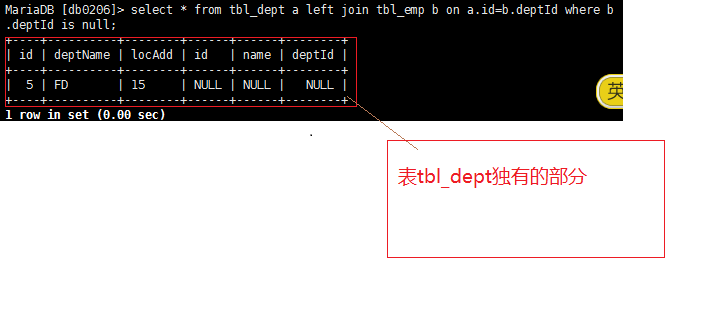 MariaDB [db0206]> select * from tbl_dept a left join tbl_emp b on a.id=b.deptId where b
.deptId is null;
+----+----------+--------+------+------+--------+
| id | deptName | locAdd | id   | name | deptId |
+----+----------+--------+------+------+--------+
|  5 | FD       | 15     | NULL | NULL |   NULL |
+----+----------+--------+------+------+--------+
1 row in set (0.00 sec)
英
表tbl_dept独有的部分